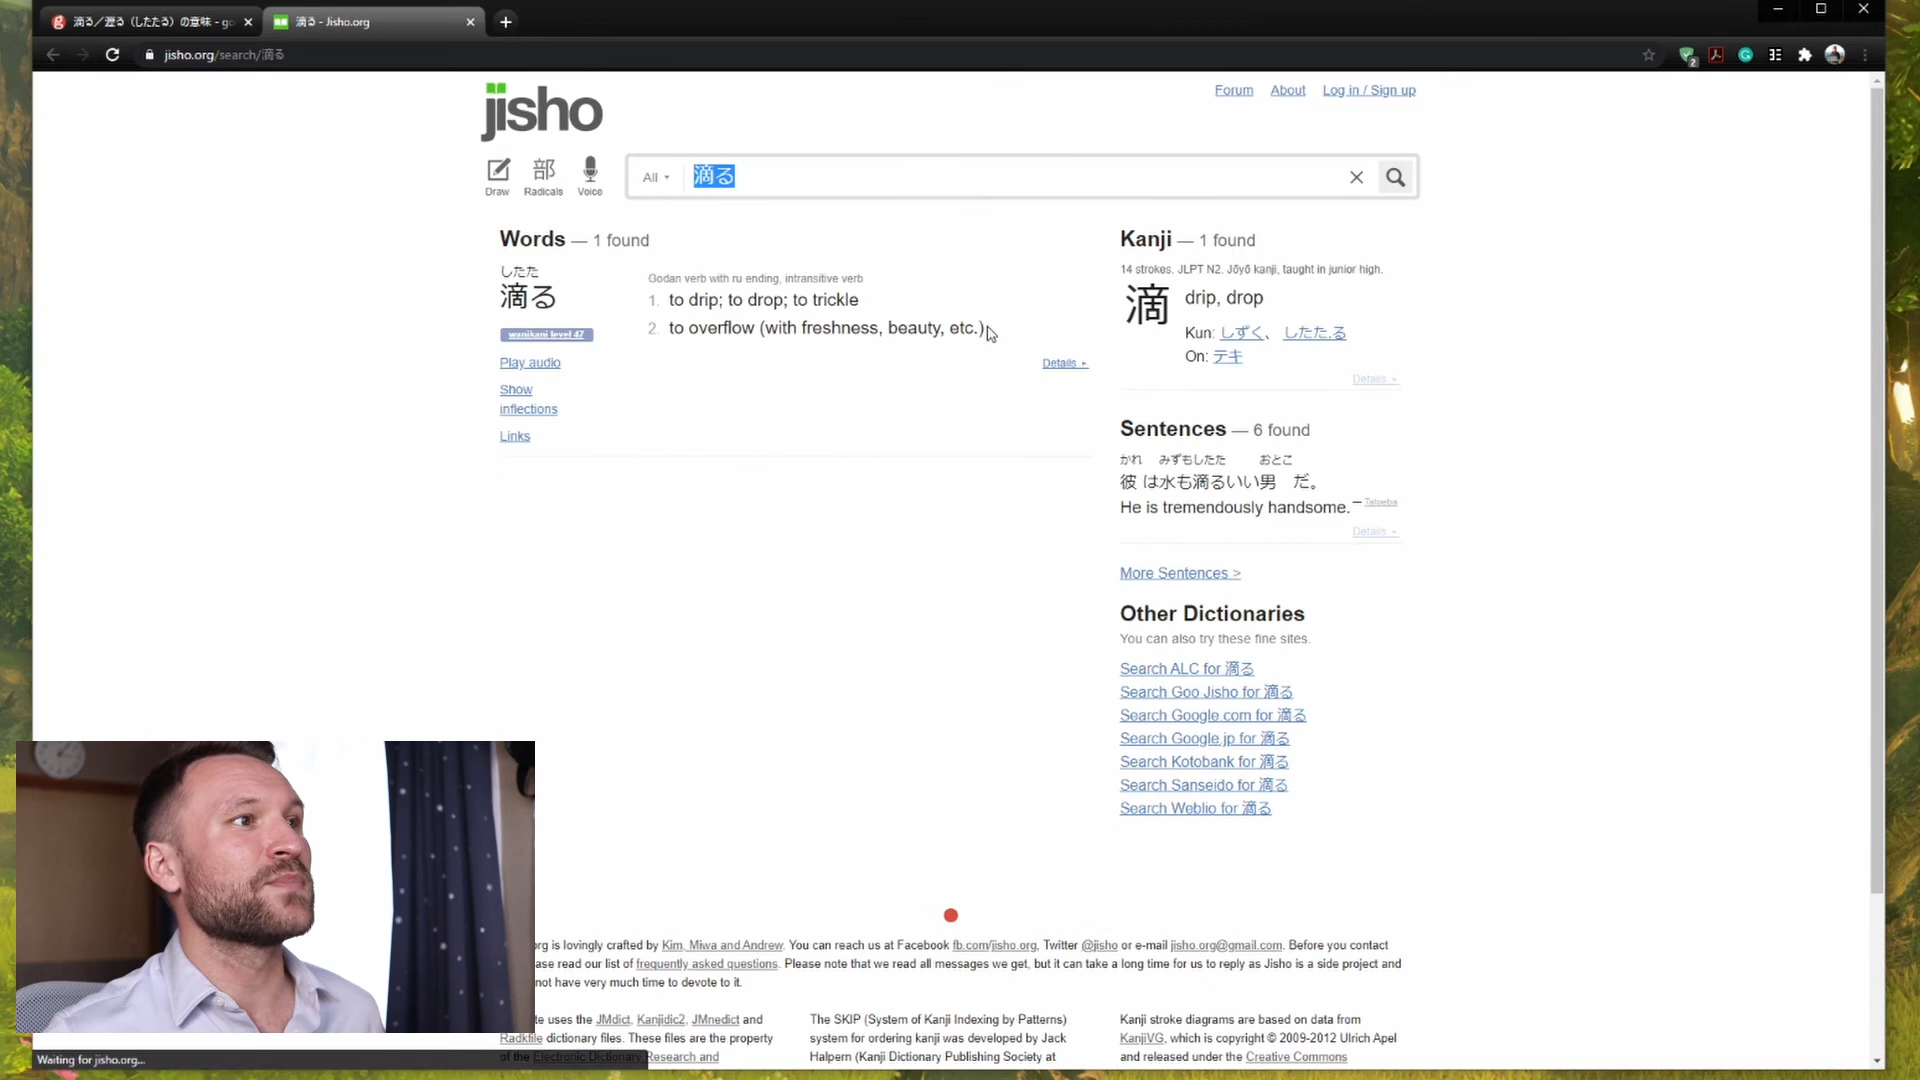 滴る／瀝る（したたる）の意味 - go
滴る - Jisho.org
jisho.org/search/滴る
2
jisho
Forum
About
Log in / Sign up
Draw
部
Radicals
Voice
All
滴る
Words — 1 found
したた
滴る
wanikani level 47
Play audio
Show
inflections
Links
Godan verb with ru ending, intransitive verb
1. to drip; to drop; to trickle
2. to overflow (with freshness, beauty, etc.)
Details
Kanji — 1 found
14 strokes. JLPT N2. Jōyō kanji, taught in junior high.
滴
drip, drop
Kun: しずく、 したた.る
On: テキ
Details
Sentences — 6 found
かれ みずもしたた おとこ
彼 は水も滴るいい男 だ。
He is tremendously handsome. — Tatoeba
Details
More Sentences >
Other Dictionaries
You can also try these fine sites.
Search ALC for 滴る
Search Goo Jisho for 滴る
Search Google.com for 滴る
Search Google.jp for 滴る
Search Kotobank for 滴る
Search Sanseido for 滴る
Search Weblio for 滴る
rg is lovingly crafted by Kim, Miwa and Andrew. You can reach us at Facebook fb.com/jisho.org, Twitter @jisho or e-mail jisho.org@gmail.com. Before you contact
ase read our list of frequently asked questions. Please note that we read all messages we get, but it can take a long time for us to reply as Jisho is a side project and
not have very much time to devote to it.
te uses the JMdict, Kanjidic2, JMnedict and
Radkfile dictionary files. These files are the property
of the Electronic Dictionary Research and
The SKIP (System of Kanji Indexing by Patterns)
system for ordering kanji was developed by Jack
Halpern (Kanji Dictionary Publishing Society at
Kanji stroke diagrams are based on data from
KanjiVG, which is copyright © 2009-2012 Ulrich Apel
and released under the Creative Commons
Waiting for jisho.org...